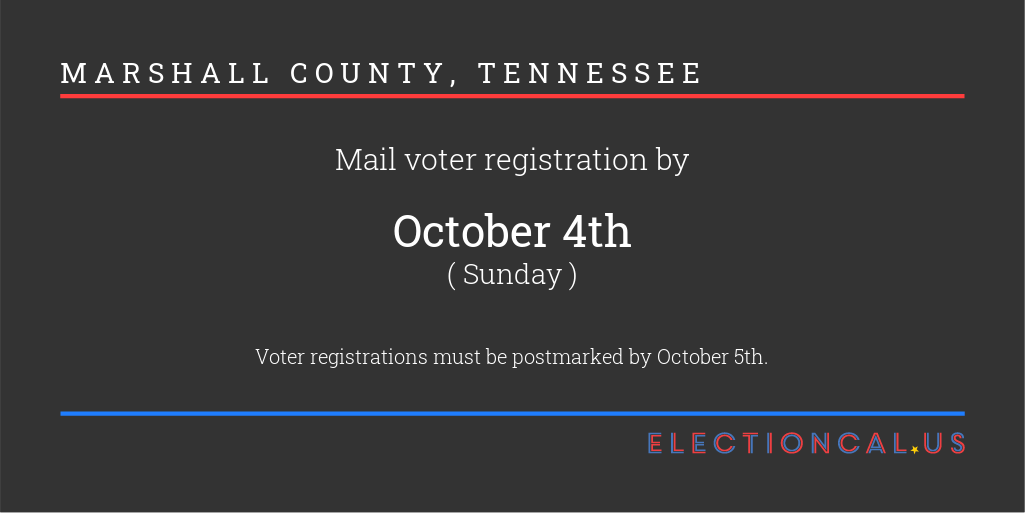 MARSHALL COUNTY, TENNESSEE
Mail voter registration by
October 4th
( Sunday )
Voter registrations must be postmarked by October 5th.
ELECTIONCAL.US